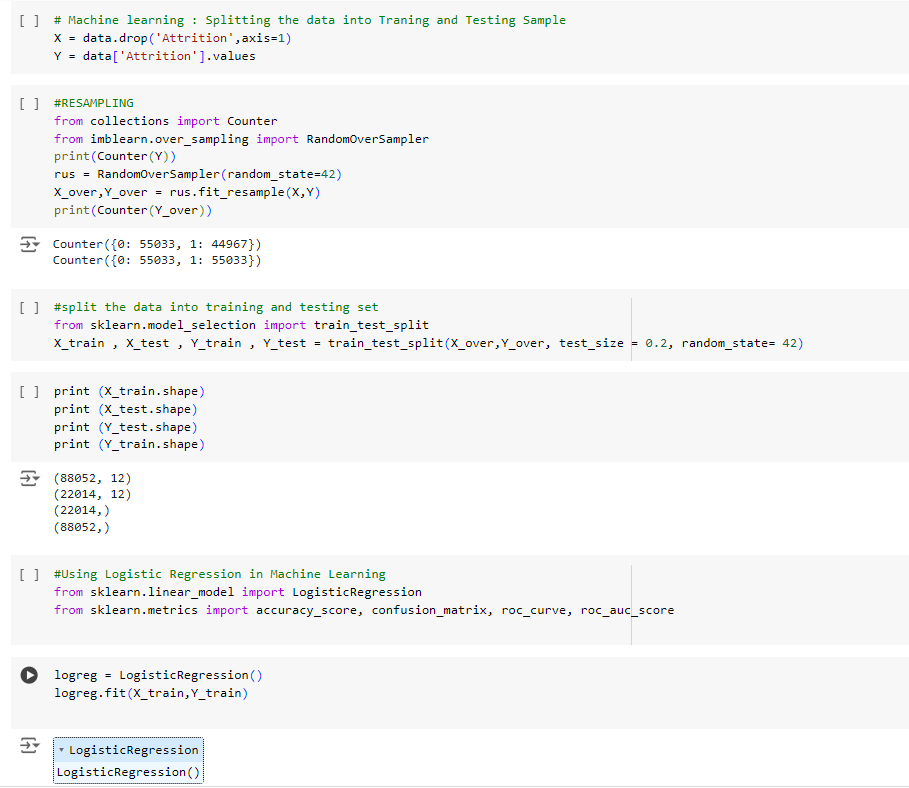 [ ] # Machine learning : Splitting the data into Traning and Testing Sample
X = data.drop('Attrition',axis=1)
Y = data['Attrition'].values
[ ] #RESAMPLING
from collections import Counter
from imblearn.over_sampling import RandomOverSampler
print(Counter(Y))
rus = RandomOverSampler(random_state=42)
X_over,Y_over = rus.fit_resample(X,Y)
print(Counter(Y_over))
Counter({0: 55033, 1: 44967})
Counter({0: 55033, 1: 55033})
[ ] #split the data into training and testing set
from sklearn.model_selection import train_test_split
X_train , X_test , Y_train , Y_test = train_test_split(X_over,Y_over, test_size = 0.2, random_state= 42)
[ ] print (X_train.shape)
print (X_test.shape)
print (Y_test.shape)
print (Y_train.shape)
(88052, 12)
(22014, 12)
(22014,)
(88052,)
[ ] #Using Logistic Regression in Machine Learning
from sklearn.linear_model import LogisticRegression
from sklearn.metrics import accuracy_score, confusion_matrix, roc_curve, roc_auc_score
logreg = LogisticRegression()
logreg.fit(X_train,Y_train)
▾ LogisticRegression
LogisticRegression()